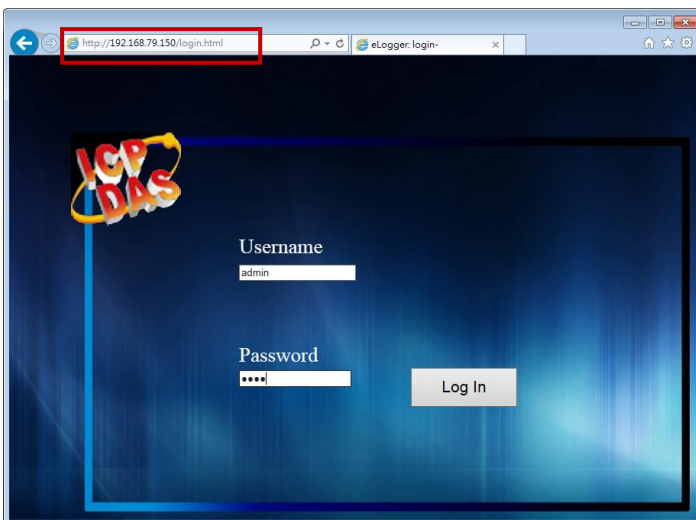 http://192.168.79.150/login.html
eLogger: login-
ICP
DAS
Username
admin
Password
••••
Log In